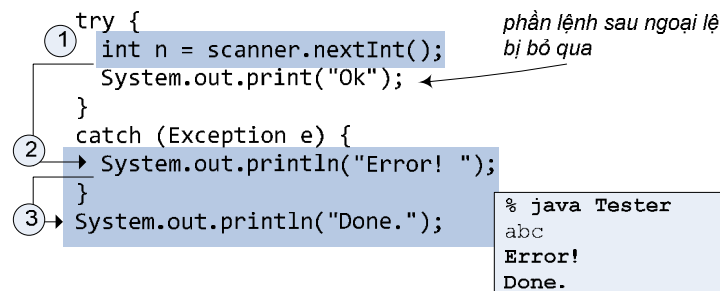 try {
① int n = scanner.nextInt();
System.out.print("Ok");
}
catch (Exception e) {
② System.out.println("Error! ");
}
③ System.out.println("Done.");
phần lệnh sau ngoại lệ
bị bỏ qua
% java Tester
abc
Error!
Done.